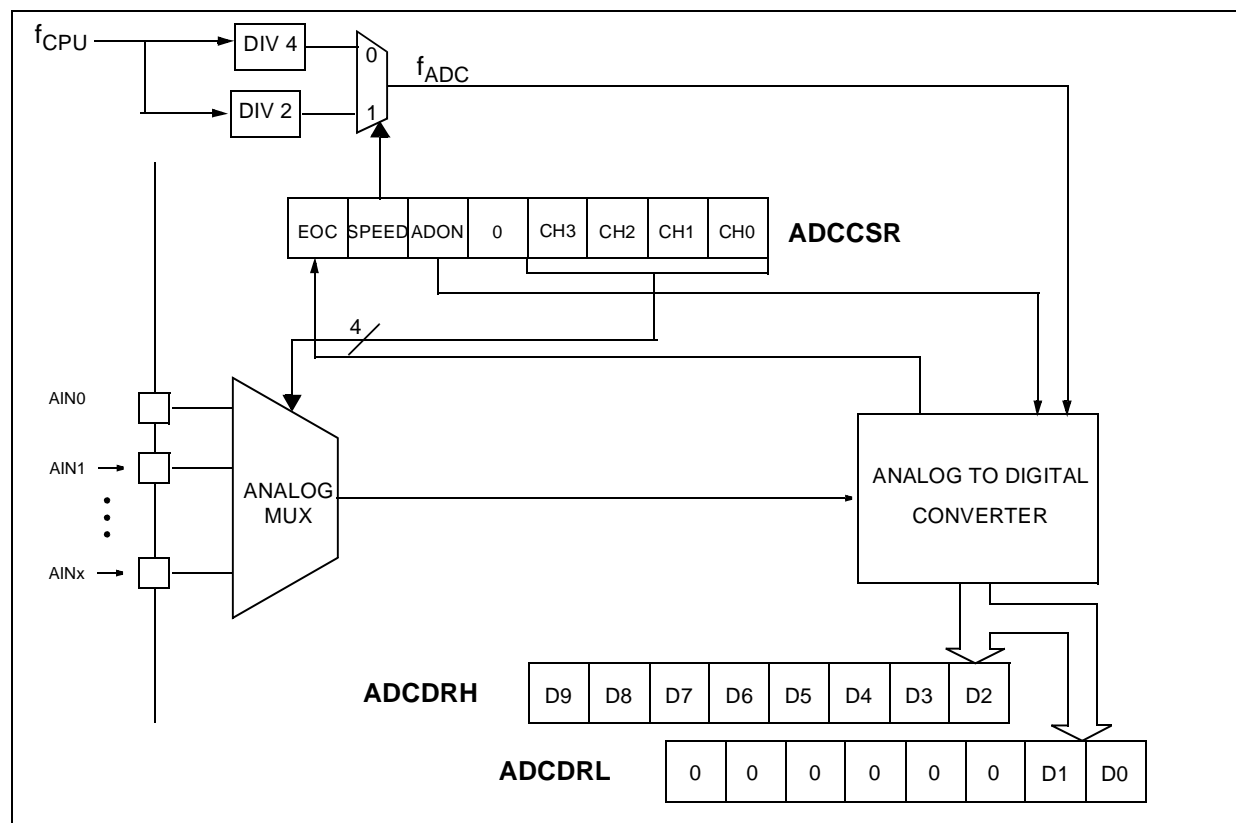 fCPU
DIV 4
0
fADC
DIV 2
1
EOC SPEED ADON 0 CH3 CH2 CH1 CH0 ADCCSR
4
AIN0
AIN1
ANALOG
MUX
ANALOG TO DIGITAL
CONVERTER
AINx
ADCDRH D9 D8 D7 D6 D5 D4 D3 D2
ADCDRL 0 0 0 0 0 0 D1 D0